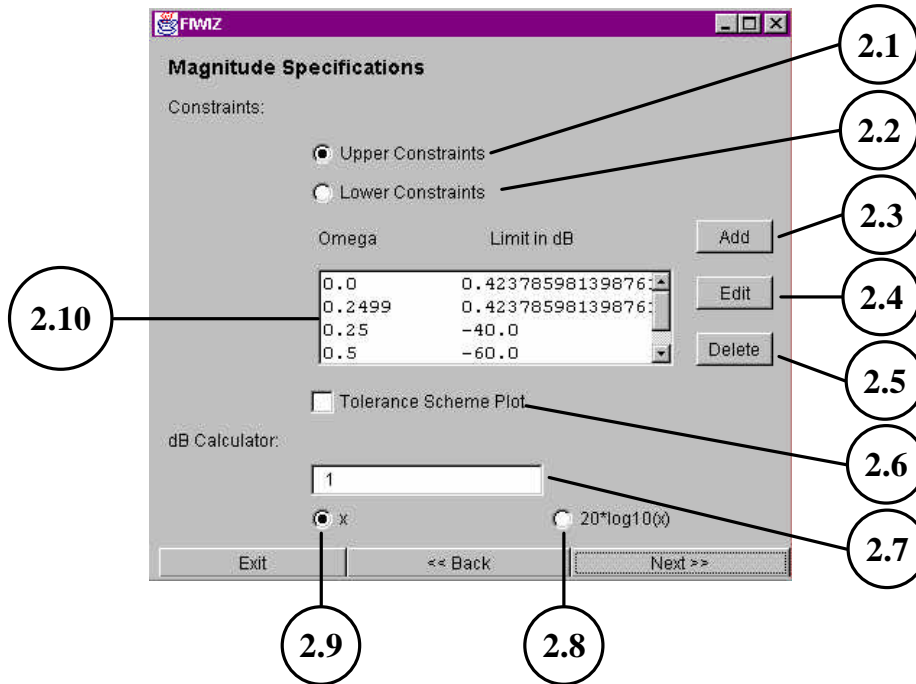 FIWIZ
2.1
Magnitude Specifications
Constraints:
2.2
Upper Constraints
Lower Constraints
2.3
Omega Limit in dB Add
0.0 0.4237859813987
Edit
2.4
0.2499 0.4237859813987
2.10
0.25 -40.0
0.5 -60.0
Delete
2.5
Tolerance Scheme Plot
dB Calculator:
2.6
1
x 20*log10(x)
2.7
Exit << Back Next >>
2.9 2.8